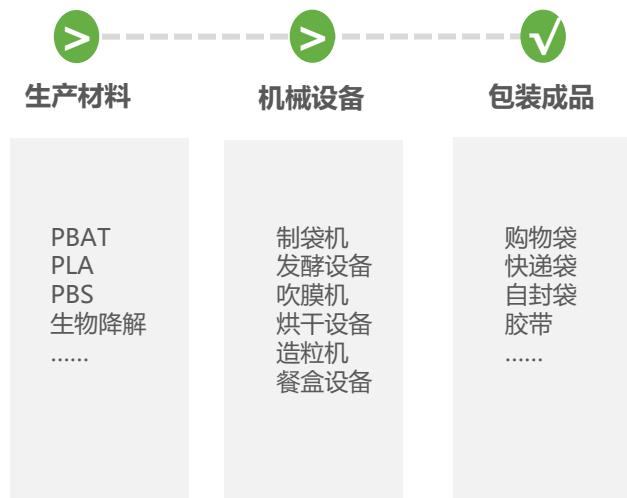 生产材料
机械设备
包装成品
PBAT
PLA
PBS
生物降解
……
制袋机
发酵设备
吹膜机
烘干设备
造粒机
餐盒设备
购物袋
快递袋
自封袋
胶带
……